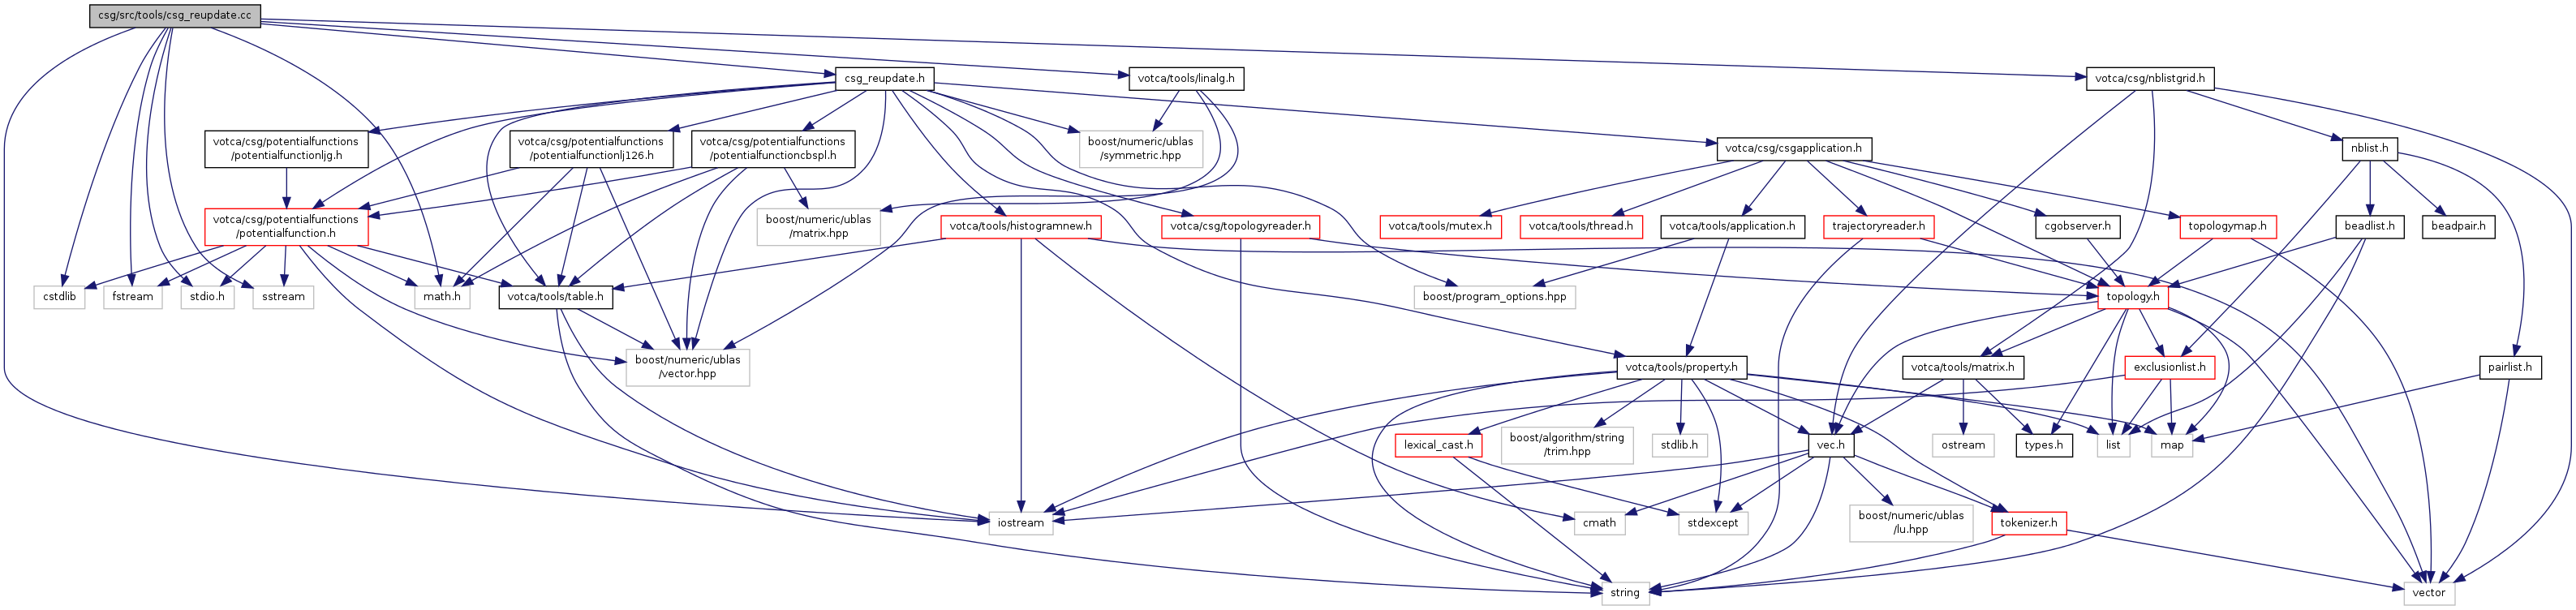 csg/src/tools/csg_reupdate.cc
csg_reupdate.h
votca/tools/linalg.h
votca/csg/nblistgrid.h
votca/csg/potentialfunctions
/potentialfunctionljg.h
votca/csg/potentialfunctions
/potentialfunctionlj126.h
votca/csg/potentialfunctions
/potentialfunctioncbspl.h
boost/numeric/ublas
/symmetric.hpp
votca/csg/csgapplication.h
nblist.h
votca/csg/potentialfunctions
/potentialfunction.h
boost/numeric/ublas
/matrix.hpp
votca/tools/histogramnew.h
votca/csg/topologyreader.h
votca/tools/mutex.h
votca/tools/thread.h
votca/tools/application.h
trajectoryreader.h
cgobserver.h
topologymap.h
beadlist.h
beadpair.h
cstdlib
fstream
stdio.h
sstream
math.h
votca/tools/table.h
boost/program_options.hpp
topology.h
boost/numeric/ublas
/vector.hpp
votca/tools/property.h
votca/tools/matrix.h
exclusionlist.h
pairlist.h
lexical_cast.h
boost/algorithm/string
/trim.hpp
stdlib.h
vec.h
ostream
types.h
list
map
iostream
cmath
stdexcept
boost/numeric/ublas
/lu.hpp
tokenizer.h
string
vector